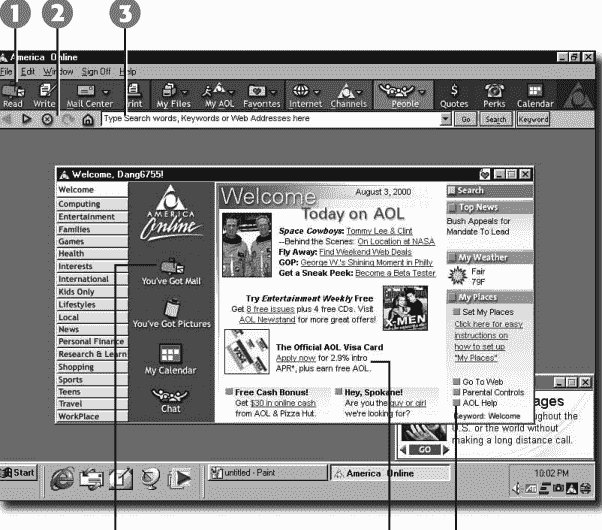 1 2 3
America Online
File Edit Window Sign Off Help
Read Write Mail Center Print My Files My AOL Favorites Internet Channels People Quotes Perks Calendar
Type Search words, Keywords or Web Addresses here Go Search Keyword
Welcome, Dang6755!
Welcome
Computing
Entertainment
Families
Games
Health
Interests
International
Kids Only
Lifestyles
Local
News
Personal Finance
Research & Learn
Shopping
Sports
Teens
Travel
WorkPlace
AMERICA
Online
You've Got Mail
You've Got Pictures
My Calendar
Chat
Welcome August 3, 2000
Today on AOL
Space Cowboys: Tommy Lee & Clint
--Behind the Scenes: On Location at NASA
Fly Away: Find Weekend Web Deals
GOP: George W.'s Shining Moment in Philly
Get a Sneak Peek: Become a Beta Tester
Try Entertainment Weekly Free
Get 8 free issues plus 4 free CDs. Visit
AOL Newstand for more great offers!
X-MEN
The Official AOL Visa Card
Apply now for 2.9% intro
APR*, plus earn free AOL.
Free Cash Bonus!
Get $30 in online cash
from AOL & Pizza Hut.
Hey, Spokane!
Are you the guy or girl
we're looking for?
Search
Top News
Bush Appeals for
Mandate To Lead
My Weather
Fair
79F
My Places
Set My Places
Click here for easy
instructions on
how to set up
"My Places"
Go To Web
Parental Controls
AOL Help
Keyword: Welcome
ages
ughout the
U.S. or the world without
making a long distance call.
GO
Start untitled - Paint America Online 10:02 PM